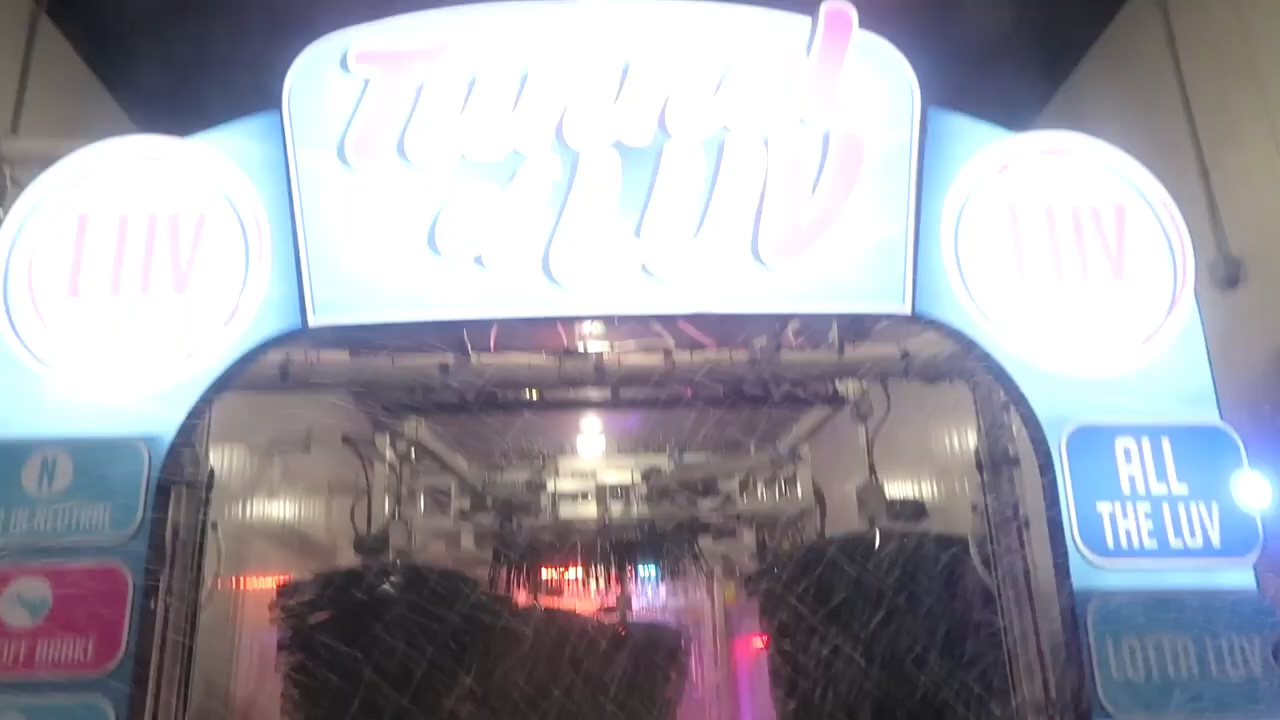 Tunnel
of LUV
I LUV
I LUV
N
IN NEUTRAL
OFF BRAKE
ALL
THE LUV
LOTTA LUV